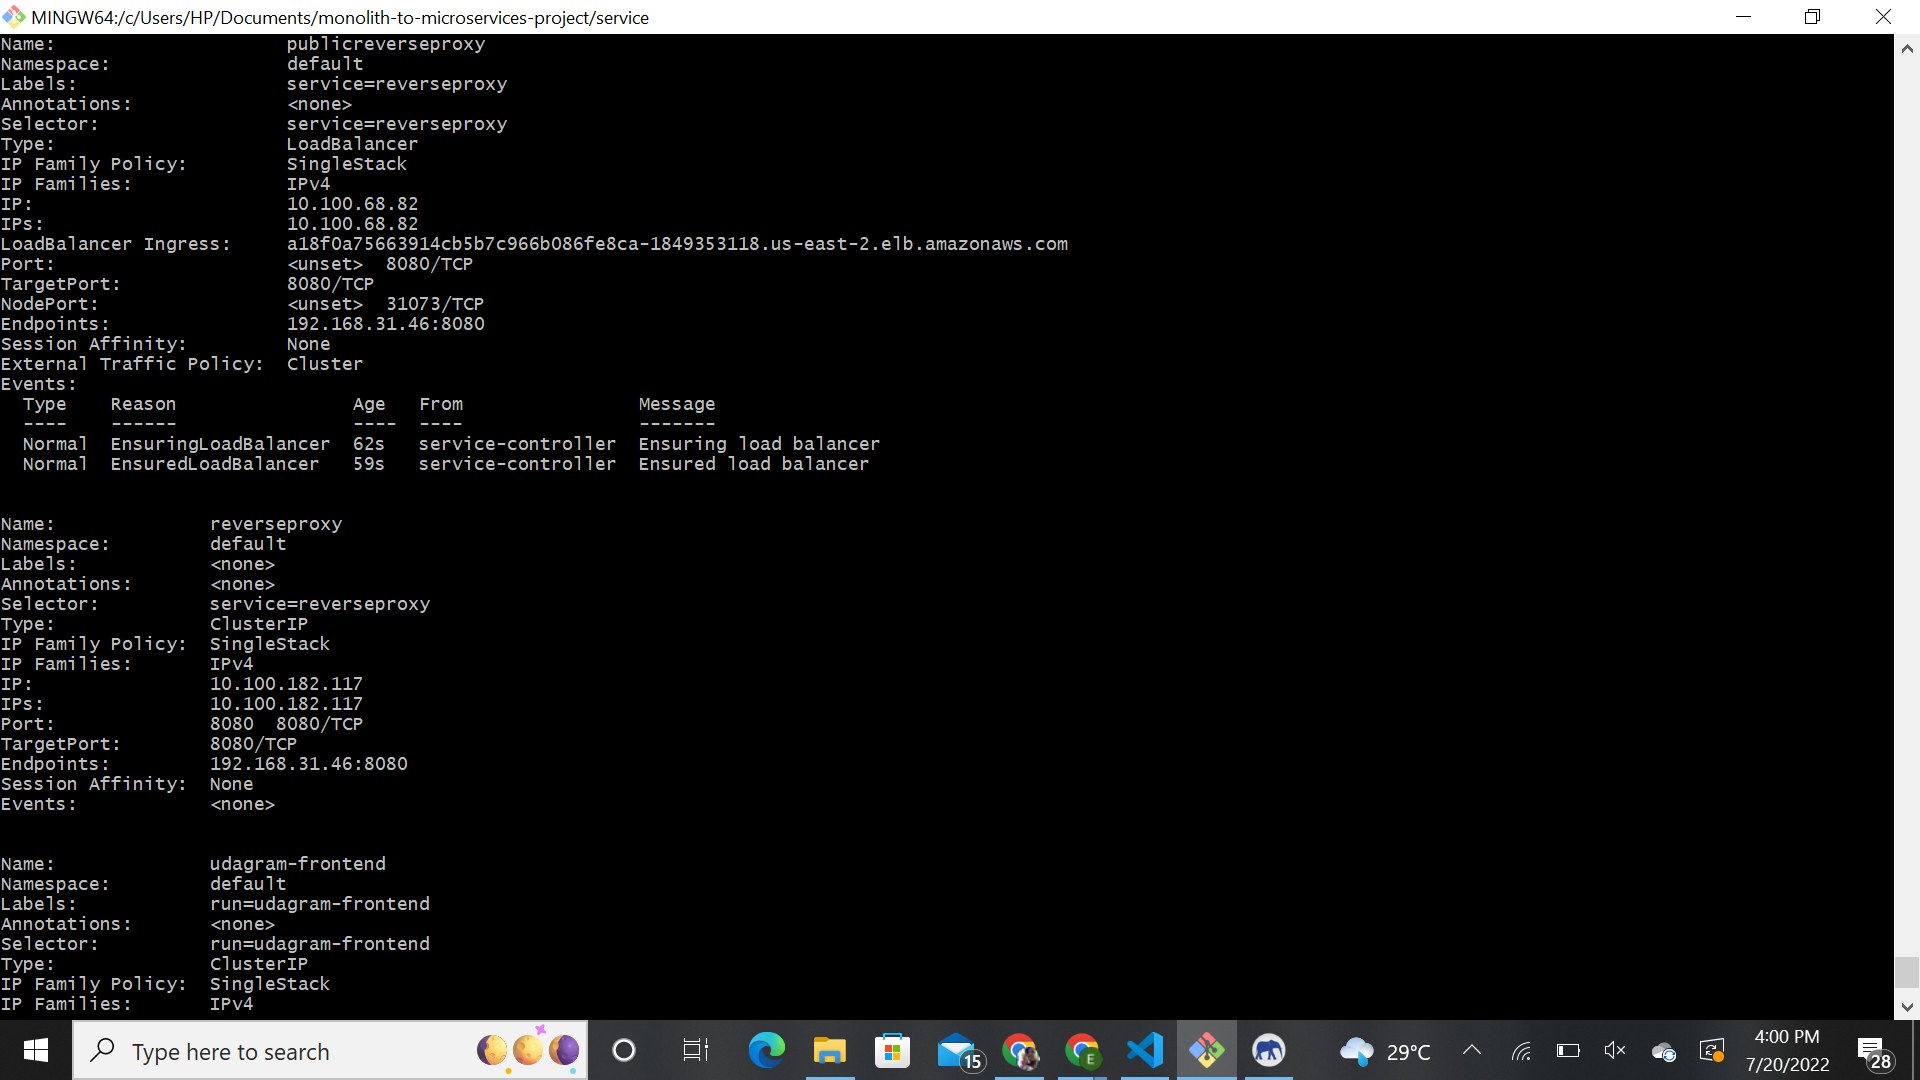 MINGW64:/c/Users/HP/Documents/monolith-to-microservices-project/service
Name:                     publicreverseproxy
Namespace:                default
Labels:                   service=reverseproxy
Annotations:              <none>
Selector:                 service=reverseproxy
Type:                     LoadBalancer
IP Family Policy:         SingleStack
IP Families:              IPv4
IP:                       10.100.68.82
IPs:                      10.100.68.82
LoadBalancer Ingress:     a18f0a75663914cb5b7c966b086fe8ca-1849353118.us-east-2.elb.amazonaws.com
Port:                     <unset>  8080/TCP
TargetPort:               8080/TCP
NodePort:                 <unset>  31073/TCP
Endpoints:                192.168.31.46:8080
Session Affinity:         None
External Traffic Policy:  Cluster
Events:
  Type    Reason                Age   From                Message
  ----    ------                ----  ----                -------
  Normal  EnsuringLoadBalancer  62s   service-controller  Ensuring load balancer
  Normal  EnsuredLoadBalancer   59s   service-controller  Ensured load balancer
Name:              reverseproxy
Namespace:         default
Labels:            <none>
Annotations:       <none>
Selector:          service=reverseproxy
Type:              ClusterIP
IP Family Policy:  SingleStack
IP Families:       IPv4
IP:                10.100.182.117
IPs:               10.100.182.117
Port:              8080  8080/TCP
TargetPort:        8080/TCP
Endpoints:         192.168.31.46:8080
Session Affinity:  None
Events:            <none>
Name:              udagram-frontend
Namespace:         default
Labels:            run=udagram-frontend
Annotations:       <none>
Selector:          run=udagram-frontend
Type:              ClusterIP
IP Family Policy:  SingleStack
IP Families:       IPv4
Type here to search
15
E
29°C
4:00 PM
7/20/2022
28